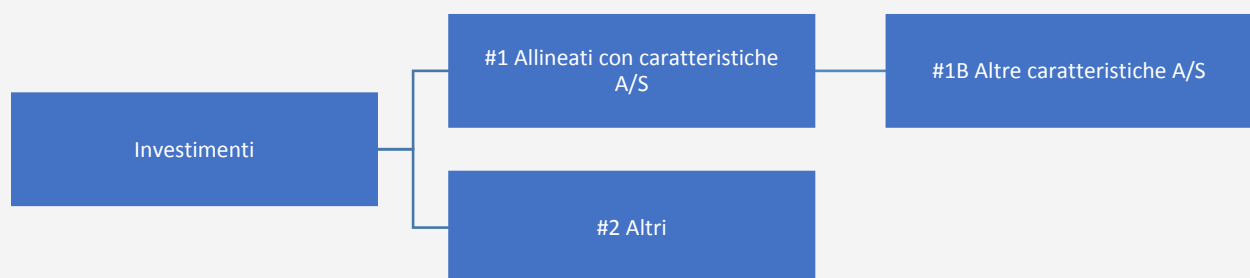 Investimenti
#1 Allineati con caratteristiche
A/S
#1B Altre caratteristiche A/S
#2 Altri